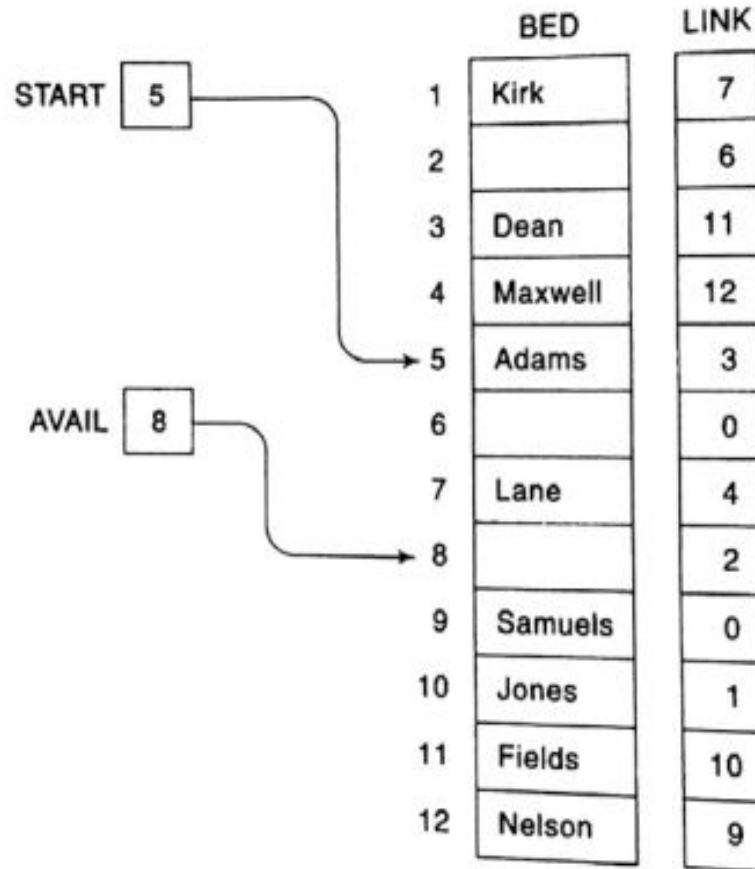 BED LINK
START 5
1 Kirk 7
2 6
3 Dean 11
4 Maxwell 12
5 Adams 3
AVAIL 8
6 0
7 Lane 4
8 2
9 Samuels 0
10 Jones 1
11 Fields 10
12 Nelson 9